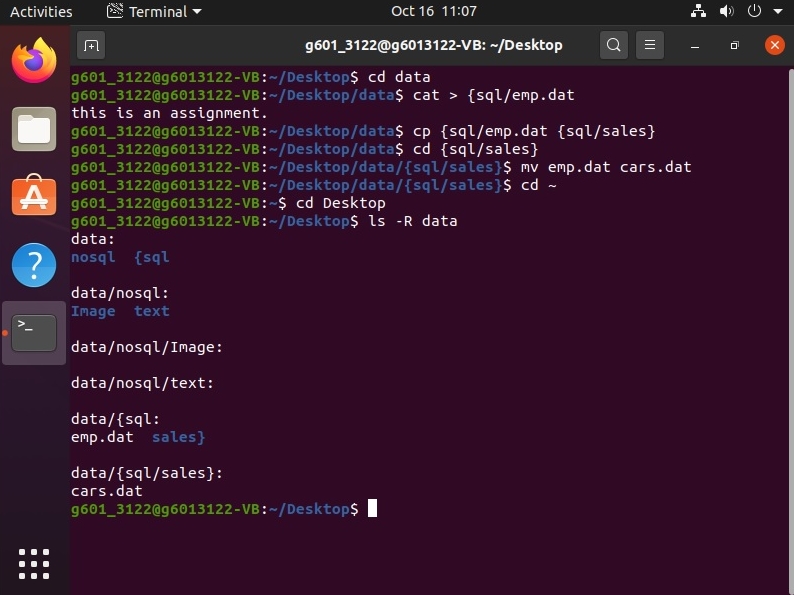 Activities Terminal Oct 16 11:07
g601_3122@g6013122-VB: ~/Desktop
g601_3122@g6013122-VB:~/Desktop$ cd data
g601_3122@g6013122-VB:~/Desktop/data$ cat > {sql/emp.dat
this is an assignment.
g601_3122@g6013122-VB:~/Desktop/data$ cp {sql/emp.dat {sql/sales}
g601_3122@g6013122-VB:~/Desktop/data$ cd {sql/sales}
g601_3122@g6013122-VB:~/Desktop/data/{sql/sales}$ mv emp.dat cars.dat
g601_3122@g6013122-VB:~/Desktop/data/{sql/sales}$ cd ~
g601_3122@g6013122-VB:~$ cd Desktop
g601_3122@g6013122-VB:~/Desktop$ ls -R data
data:
nosql {sql
data/nosql:
Image text
data/nosql/Image:
data/nosql/text:
data/{sql:
emp.dat sales}
data/{sql/sales}:
cars.dat
g601_3122@g6013122-VB:~/Desktop$